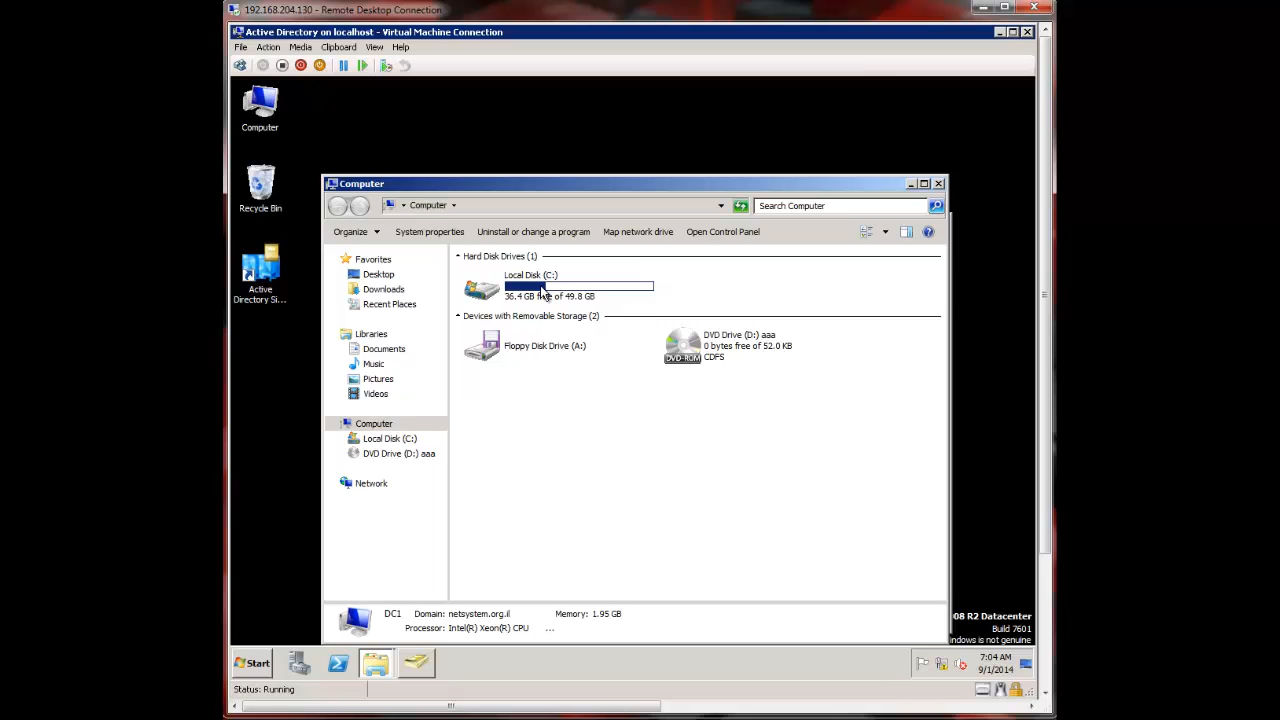 192.168.204.130 - Remote Desktop Connection
Active Directory on localhost - Virtual Machine Connection
File Action Media Clipboard View Help
Computer
Recycle Bin
Active
Directory Si...
Computer
Computer
Search Computer
Organize System properties Uninstall or change a program Map network drive Open Control Panel
Favorites
Desktop
Downloads
Recent Places
Libraries
Documents
Music
Pictures
Videos
Computer
Local Disk (C:)
DVD Drive (D:) aaa
Network
Hard Disk Drives (1)
Local Disk (C:)
36.4 GB free of 49.8 GB
Devices with Removable Storage (2)
Floppy Disk Drive (A:)
DVD-ROM
DVD Drive (D:) aaa
0 bytes free of 52.0 KB
CDFS
DC1 Domain: netsystem.org.il Memory: 1.95 GB
Processor: Intel(R) Xeon(R) CPU ...
08 R2 Datacenter
Build 7601
ndows is not genuine
Start
7:04 AM
9/1/2014
Status: Running